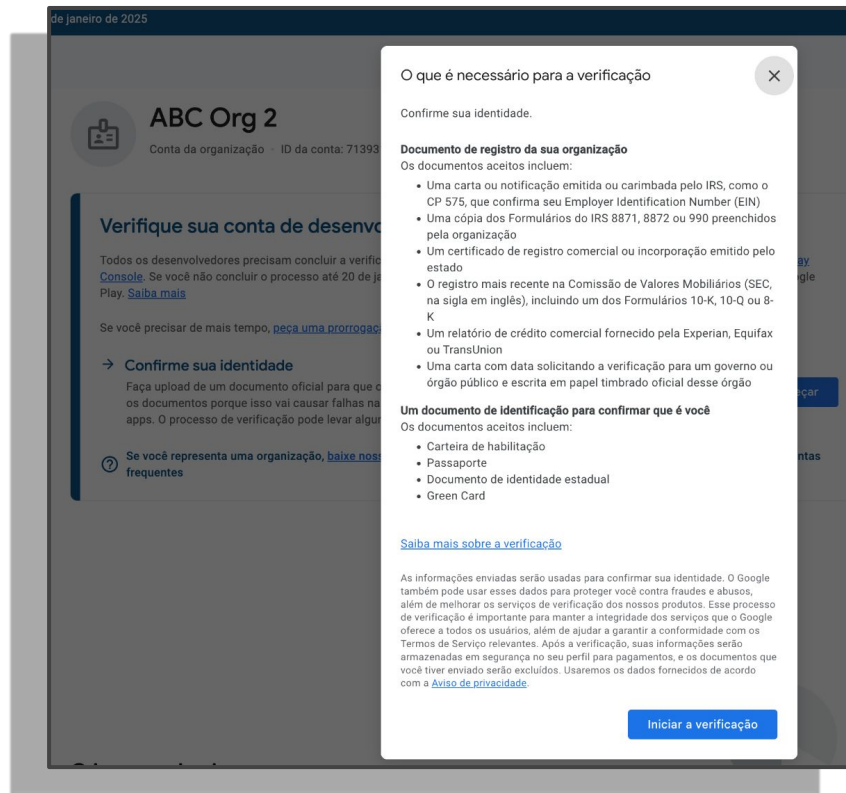 de janeiro de 2025
ABC Org 2
Conta da organização · ID da conta: 71393
Verifique sua conta de desenvo
Todos os desenvolvedores precisam concluir a verific
ay
Console. Se você não concluir o processo até 20 de ja
ogle
Play. Saiba mais
Se você precisar de mais tempo, peça uma prorrogaç
→ Confirme sua identidade
Faça upload de um documento oficial para que c
os documentos porque isso vai causar falhas na
eçar
apps. O processo de verificação pode levar algur
Se você representa uma organização, baixe noss
ntas
frequentes
O que é necessário para a verificação
Confirme sua identidade.
Documento de registro da sua organização
Os documentos aceitos incluem:
• Uma carta ou notificação emitida ou carimbada pelo IRS, como o
CP 575, que confirma seu Employer Identification Number (EIN)
• Uma cópia dos Formulários do IRS 8871, 8872 ou 990 preenchidos
pela organização
• Um certificado de registro comercial ou incorporação emitido pelo
estado
• O registro mais recente na Comissão de Valores Mobiliários (SEC,
na sigla em inglês), incluindo um dos Formulários 10-K, 10-Q ou 8-
K
• Um relatório de crédito comercial fornecido pela Experian, Equifax
ou TransUnion
• Uma carta com data solicitando a verificação para um governo ou
órgão público e escrita em papel timbrado oficial desse órgão
Um documento de identificação para confirmar que é você
Os documentos aceitos incluem:
• Carteira de habilitação
• Passaporte
• Documento de identidade estadual
• Green Card
Saiba mais sobre a verificação
As informações enviadas serão usadas para confirmar sua identidade. O Google
também pode usar esses dados para proteger você contra fraudes e abusos,
além de melhorar os serviços de verificação dos nossos produtos. Esse processo
de verificação é importante para manter a integridade dos serviços que o Google
oferece a todos os usuários, além de ajudar a garantir a conformidade com os
Termos de Serviço relevantes. Após a verificação, suas informações serão
armazenadas em segurança no seu perfil para pagamentos, e os documentos que
você tiver enviado serão excluídos. Usaremos os dados fornecidos de acordo
com a Aviso de privacidade.
Iniciar a verificação